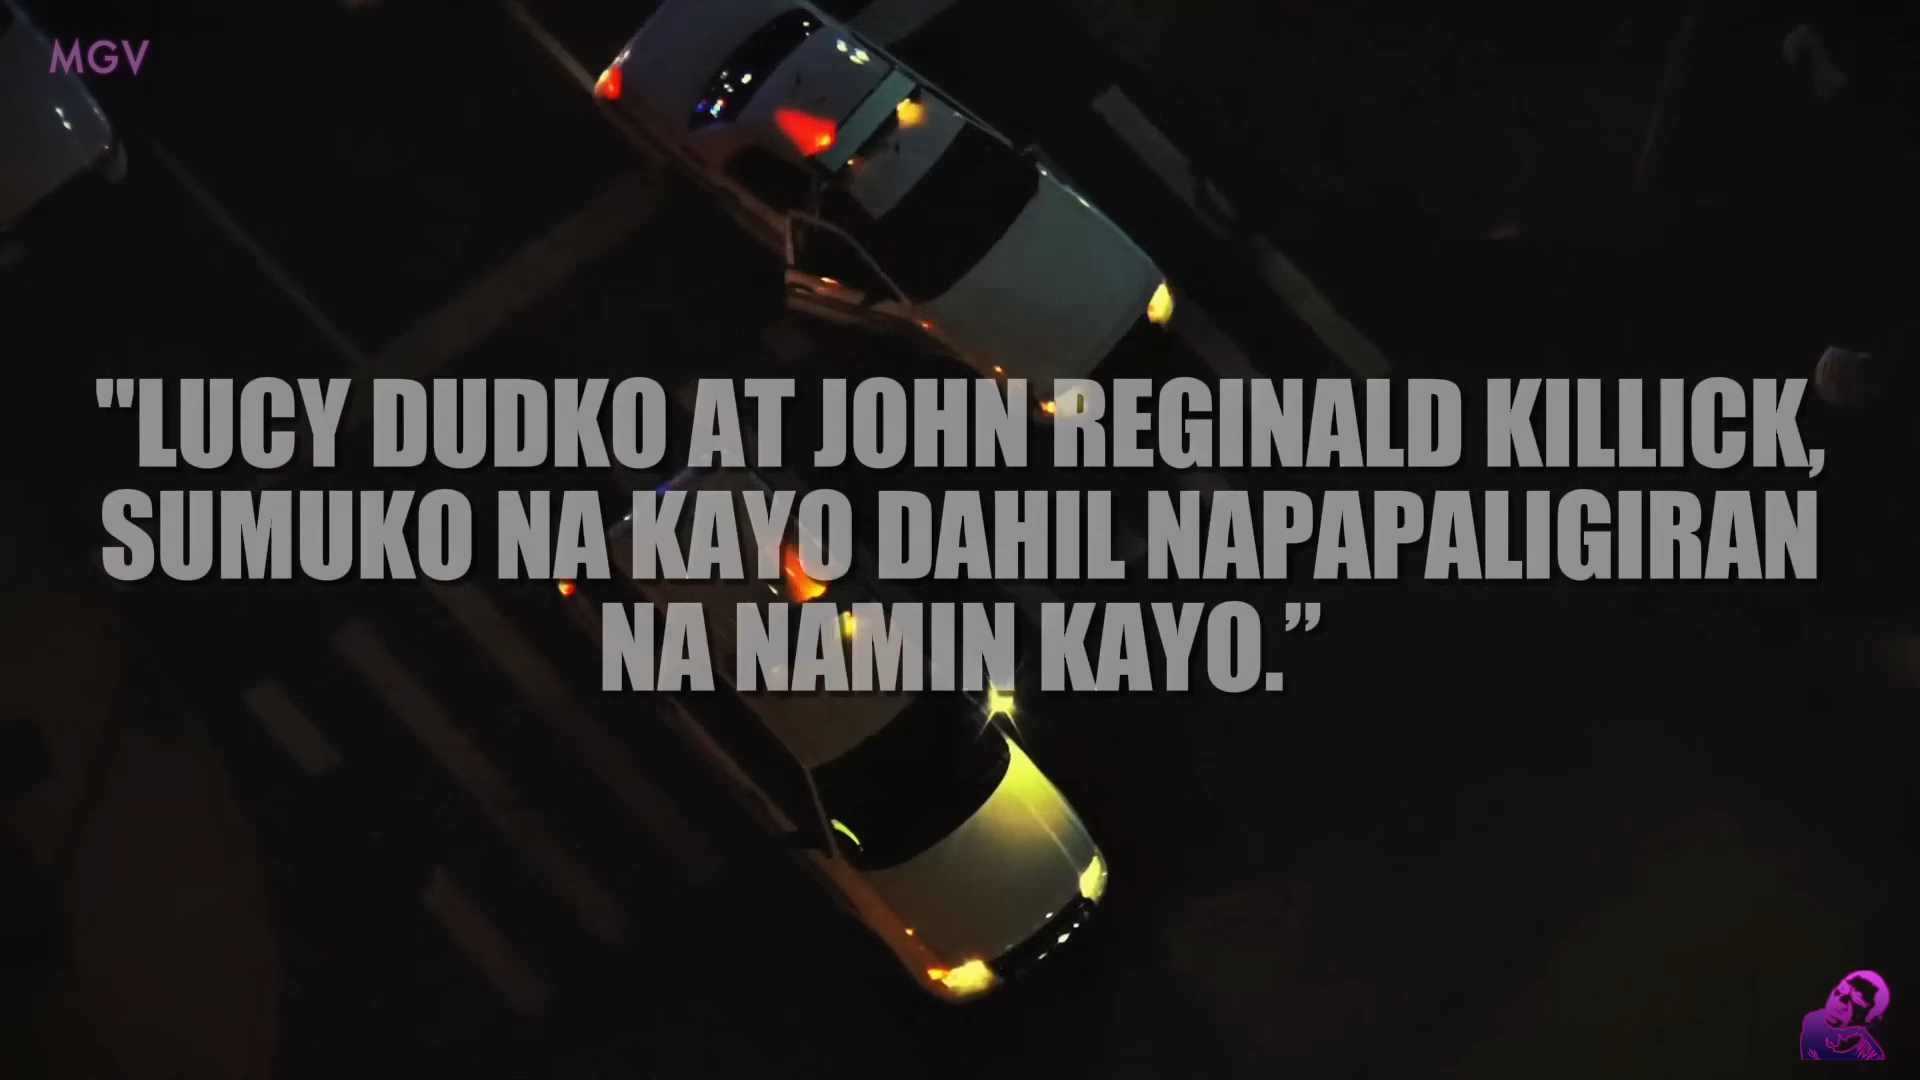 MGV
"LUCY DUDKO AT JOHN REGINALD KILLICK,
SUMUKO NA KAYO DAHIL NAPAPALIGIRAN
NA NAMIN KAYO.”